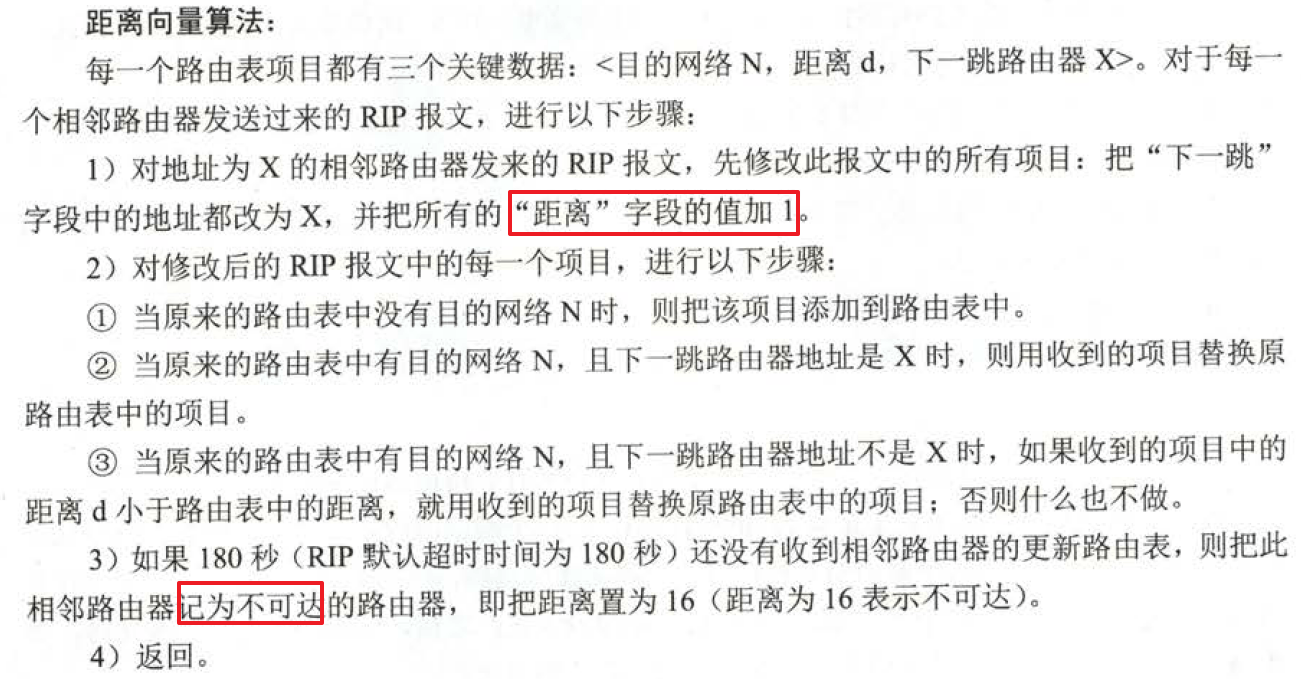 距离向量算法：
每一个路由表项目都有三个关键数据：<目的网络 N，距离 d，下一跳路由器 X>。对于每一
个相邻路由器发送过来的 RIP 报文，进行以下步骤：
1）对地址为 X 的相邻路由器发来的 RIP 报文，先修改此报文中的所有项目：把“下一跳”
字段中的地址都改为 X，并把所有的“距离”字段的值加 1。
2）对修改后的 RIP 报文中的每一个项目，进行以下步骤：
① 当原来的路由表中没有目的网络 N 时，则把该项目添加到路由表中。
② 当原来的路由表中有目的网络 N，且下一跳路由器地址是 X 时，则用收到的项目替换原
路由表中的项目。
③ 当原来的路由表中有目的网络 N，且下一跳路由器地址不是 X 时，如果收到的项目中的
距离 d 小于路由表中的距离，就用收到的项目替换原路由表中的项目；否则什么也不做。
3）如果 180 秒（RIP 默认超时时间为 180 秒）还没有收到相邻路由器的更新路由表，则把此
相邻路由器记为不可达的路由器，即把距离置为 16（距离为 16 表示不可达）。
4）返回。